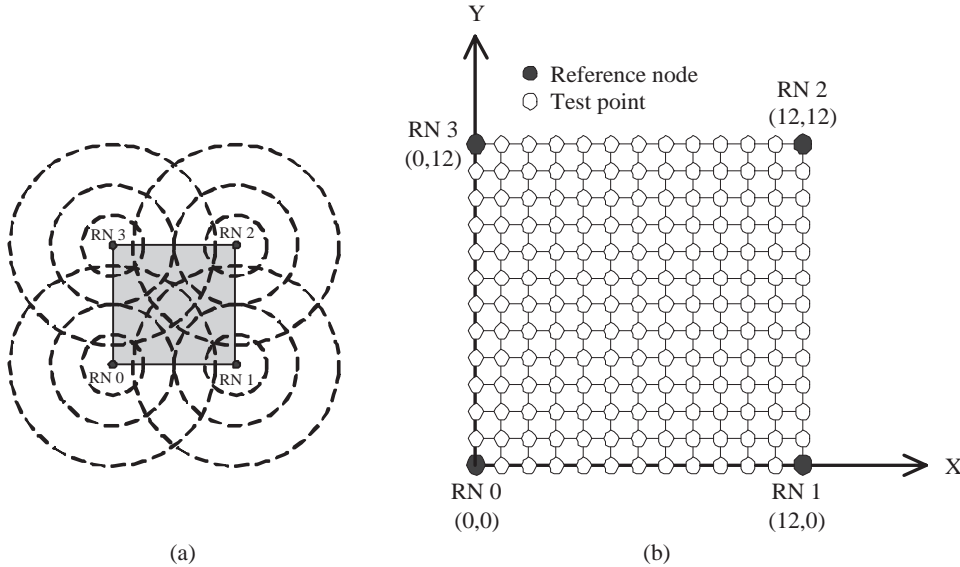 RN 3
RN 2
RN 0
RN 1
(a)
Y
Reference node
Test point
RN 2
(12,12)
RN 3
(0,12)
X
RN 0
(0,0)
RN 1
(12,0)
(b)